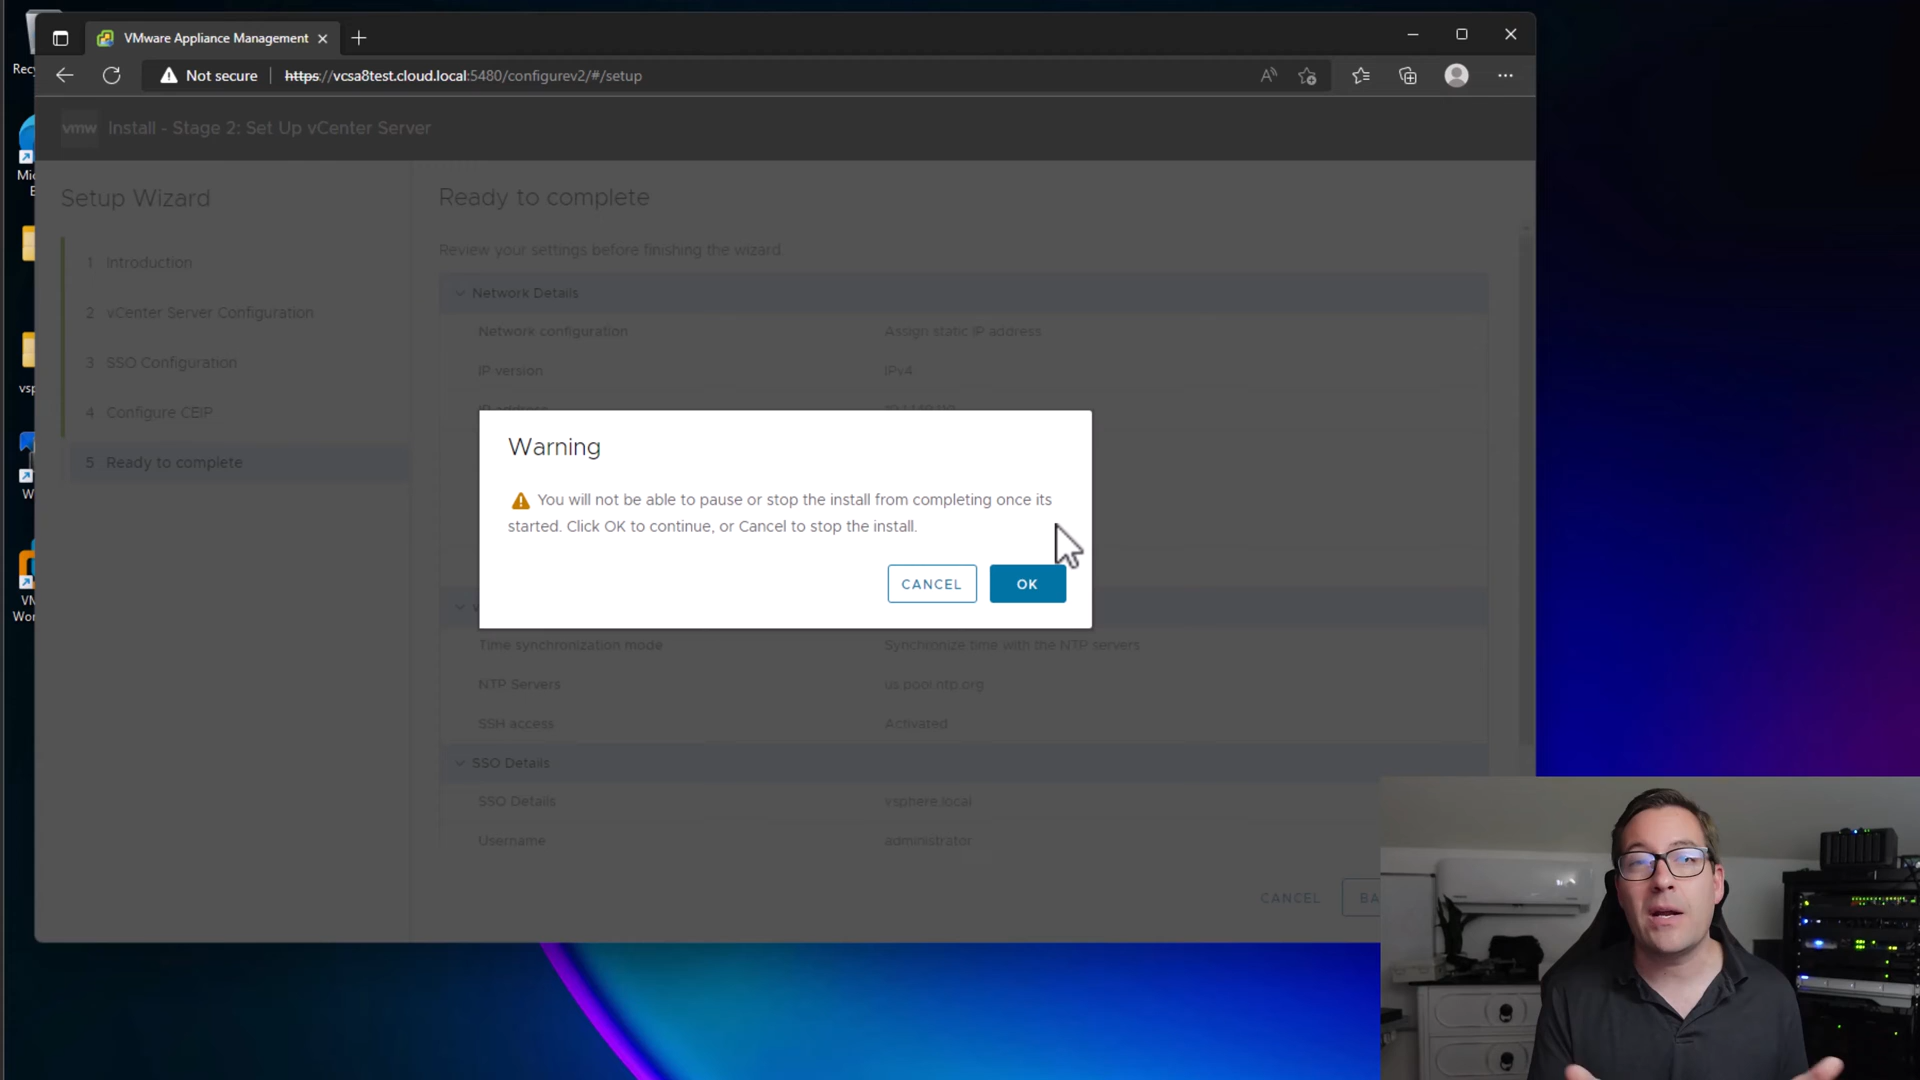 VMware Appliance Management
Not secure
https://vcsa8test.cloud.local:5480/configurev2/#/setup
vmw Install - Stage 2: Set Up vCenter Server
Setup Wizard
1 Introduction
2 vCenter Server Configuration
3 SSO Configuration
4 Configure CEIP
5 Ready to complete
Ready to complete
Review your settings before finishing the wizard.
Network Details
Network configuration Assign static IP address
IP version IPv4
Warning
You will not be able to pause or stop the install from completing once its
started. Click OK to continue, or Cancel to stop the install.
CANCEL OK
Time synchronization mode Synchronize time with the NTP servers
NTP Servers us.pool.ntp.org
SSH access Activated
SSO Details
SSO Details vsphere.local
Username administrator
CANCEL BA
Rec
Mic
E
vsp
W
VM
Wor